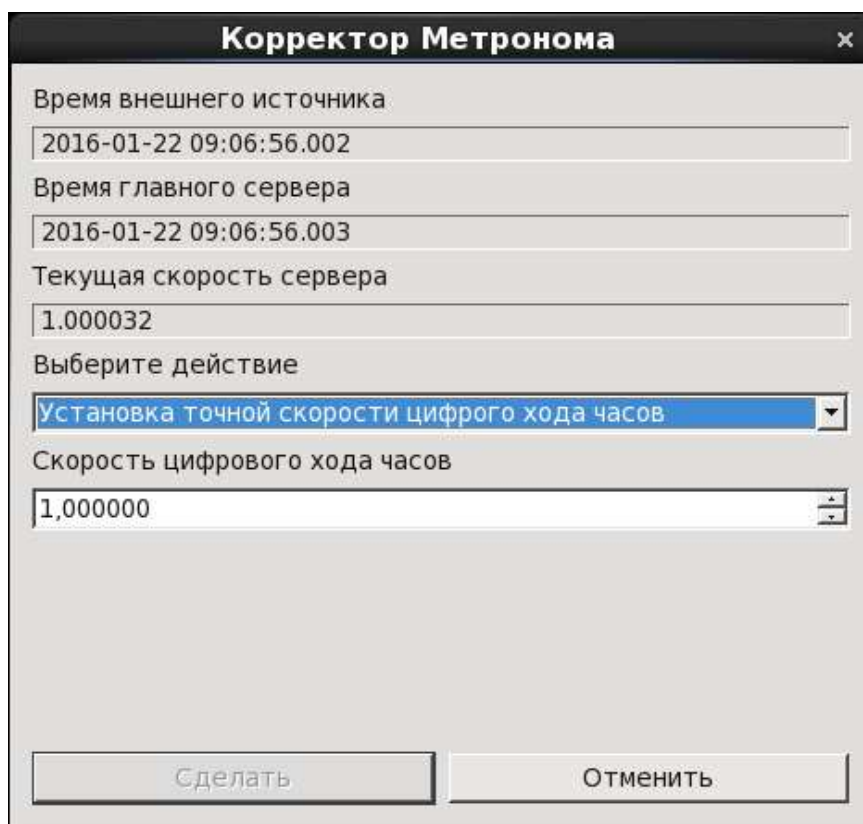 Корректор Метронома
Время внешнего источника
2016-01-22 09:06:56.002
Время главного сервера
2016-01-22 09:06:56.003
Текущая скорость сервера
1.000032
Выберите действие
Установка точной скорости цифрого хода часов
Скорость цифрового хода часов
1,000000
Сделать
Отменить